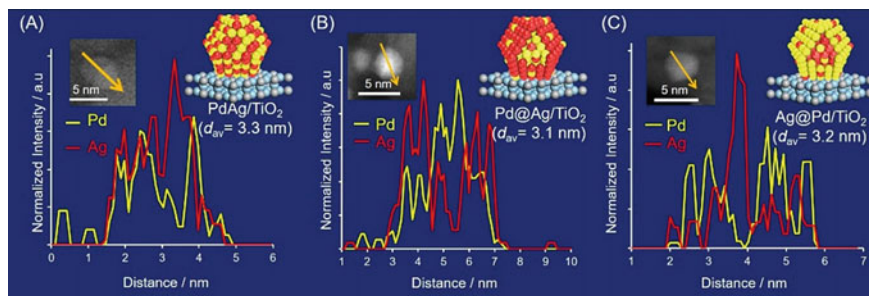 (A)
5 nm
PdAg/TiO₂
(dav= 3.3 nm)
Pd
Ag
Normalized Intensity / a.u
0 1 2 3 4 5 6
Distance / nm
(B)
5 nm
Pd@Ag/TiO₂
(dav= 3.1 nm)
Pd
Ag
Normalized Intensity / a.u
1 2 3 4 5 6 7 8 9 10
Distance / nm
(C)
5 nm
Ag@Pd/TiO₂
(dav= 3.2 nm)
Pd
Ag
Normalized Intensity / a.u
1 2 3 4 5 6 7
Distance / nm